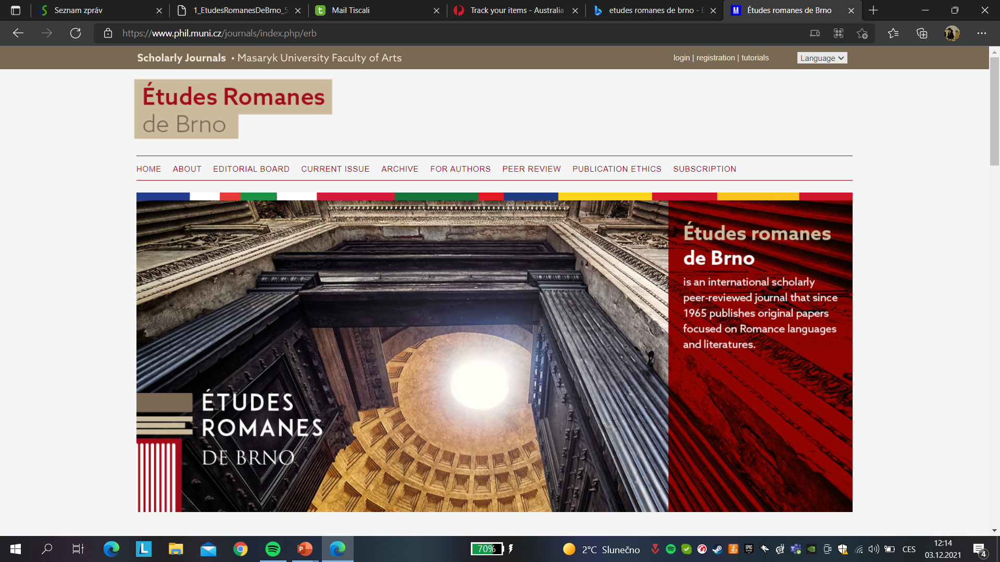 Seznam zpráv
1_EtudesRomanesDeBrno_5
Mail Tiscali
Track your items - Australia
etudes romanes de brno -
Études romanes de Brno
https://www.phil.muni.cz/journals/index.php/erb
Scholarly Journals • Masaryk University Faculty of Arts
login | registration | tutorials
Language
Études Romanes
de Brno
HOME ABOUT EDITORIAL BOARD CURRENT ISSUE ARCHIVE FOR AUTHORS PEER REVIEW PUBLICATION ETHICS SUBSCRIPTION
Études romanes
de Brno
is an international scholarly
peer-reviewed journal that since
1965 publishes original papers
focused on Romance languages
and literatures.
ÉTUDES
ROMANES
DE BRNO
70%
2°C Slunečno
CES
12:14
03.12.2021
4